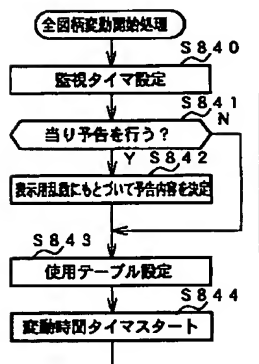 全図柄変動開始処理
S840
監視タイマ設定
S841
当り予告を行う？
N
Y
S842
表示用乱数にもとづいて予告内容を決定
S843
使用テーブル設定
S844
変動時間タイマスタート